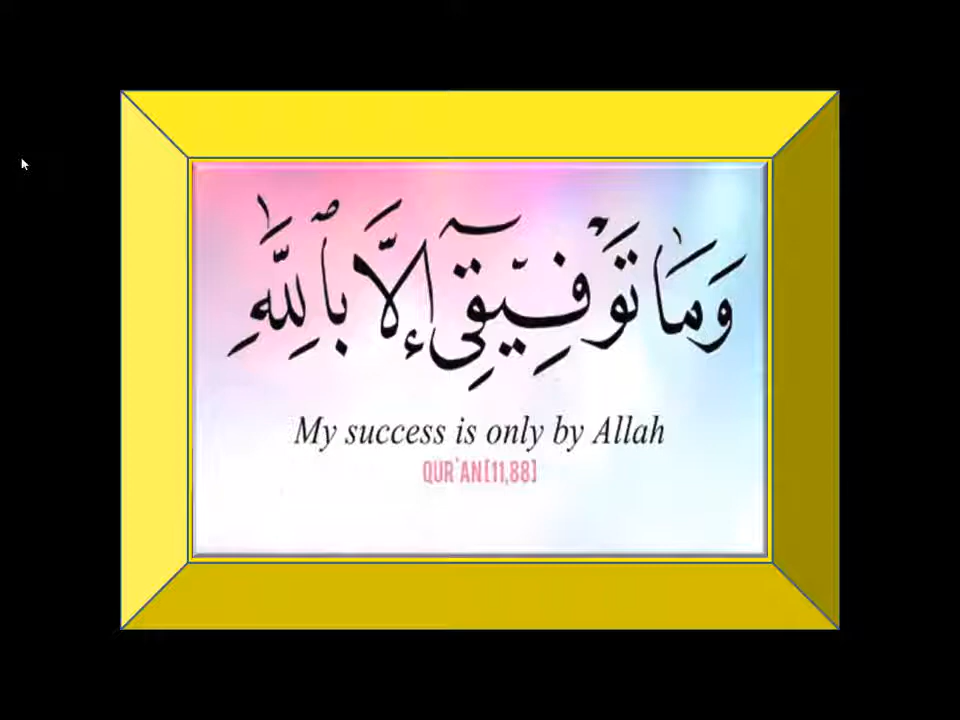 وَمَا تَوْفِيقِىٓ إِلَّا بِٱللَّهِ
My success is only by Allah
QUR`AN[11,88]